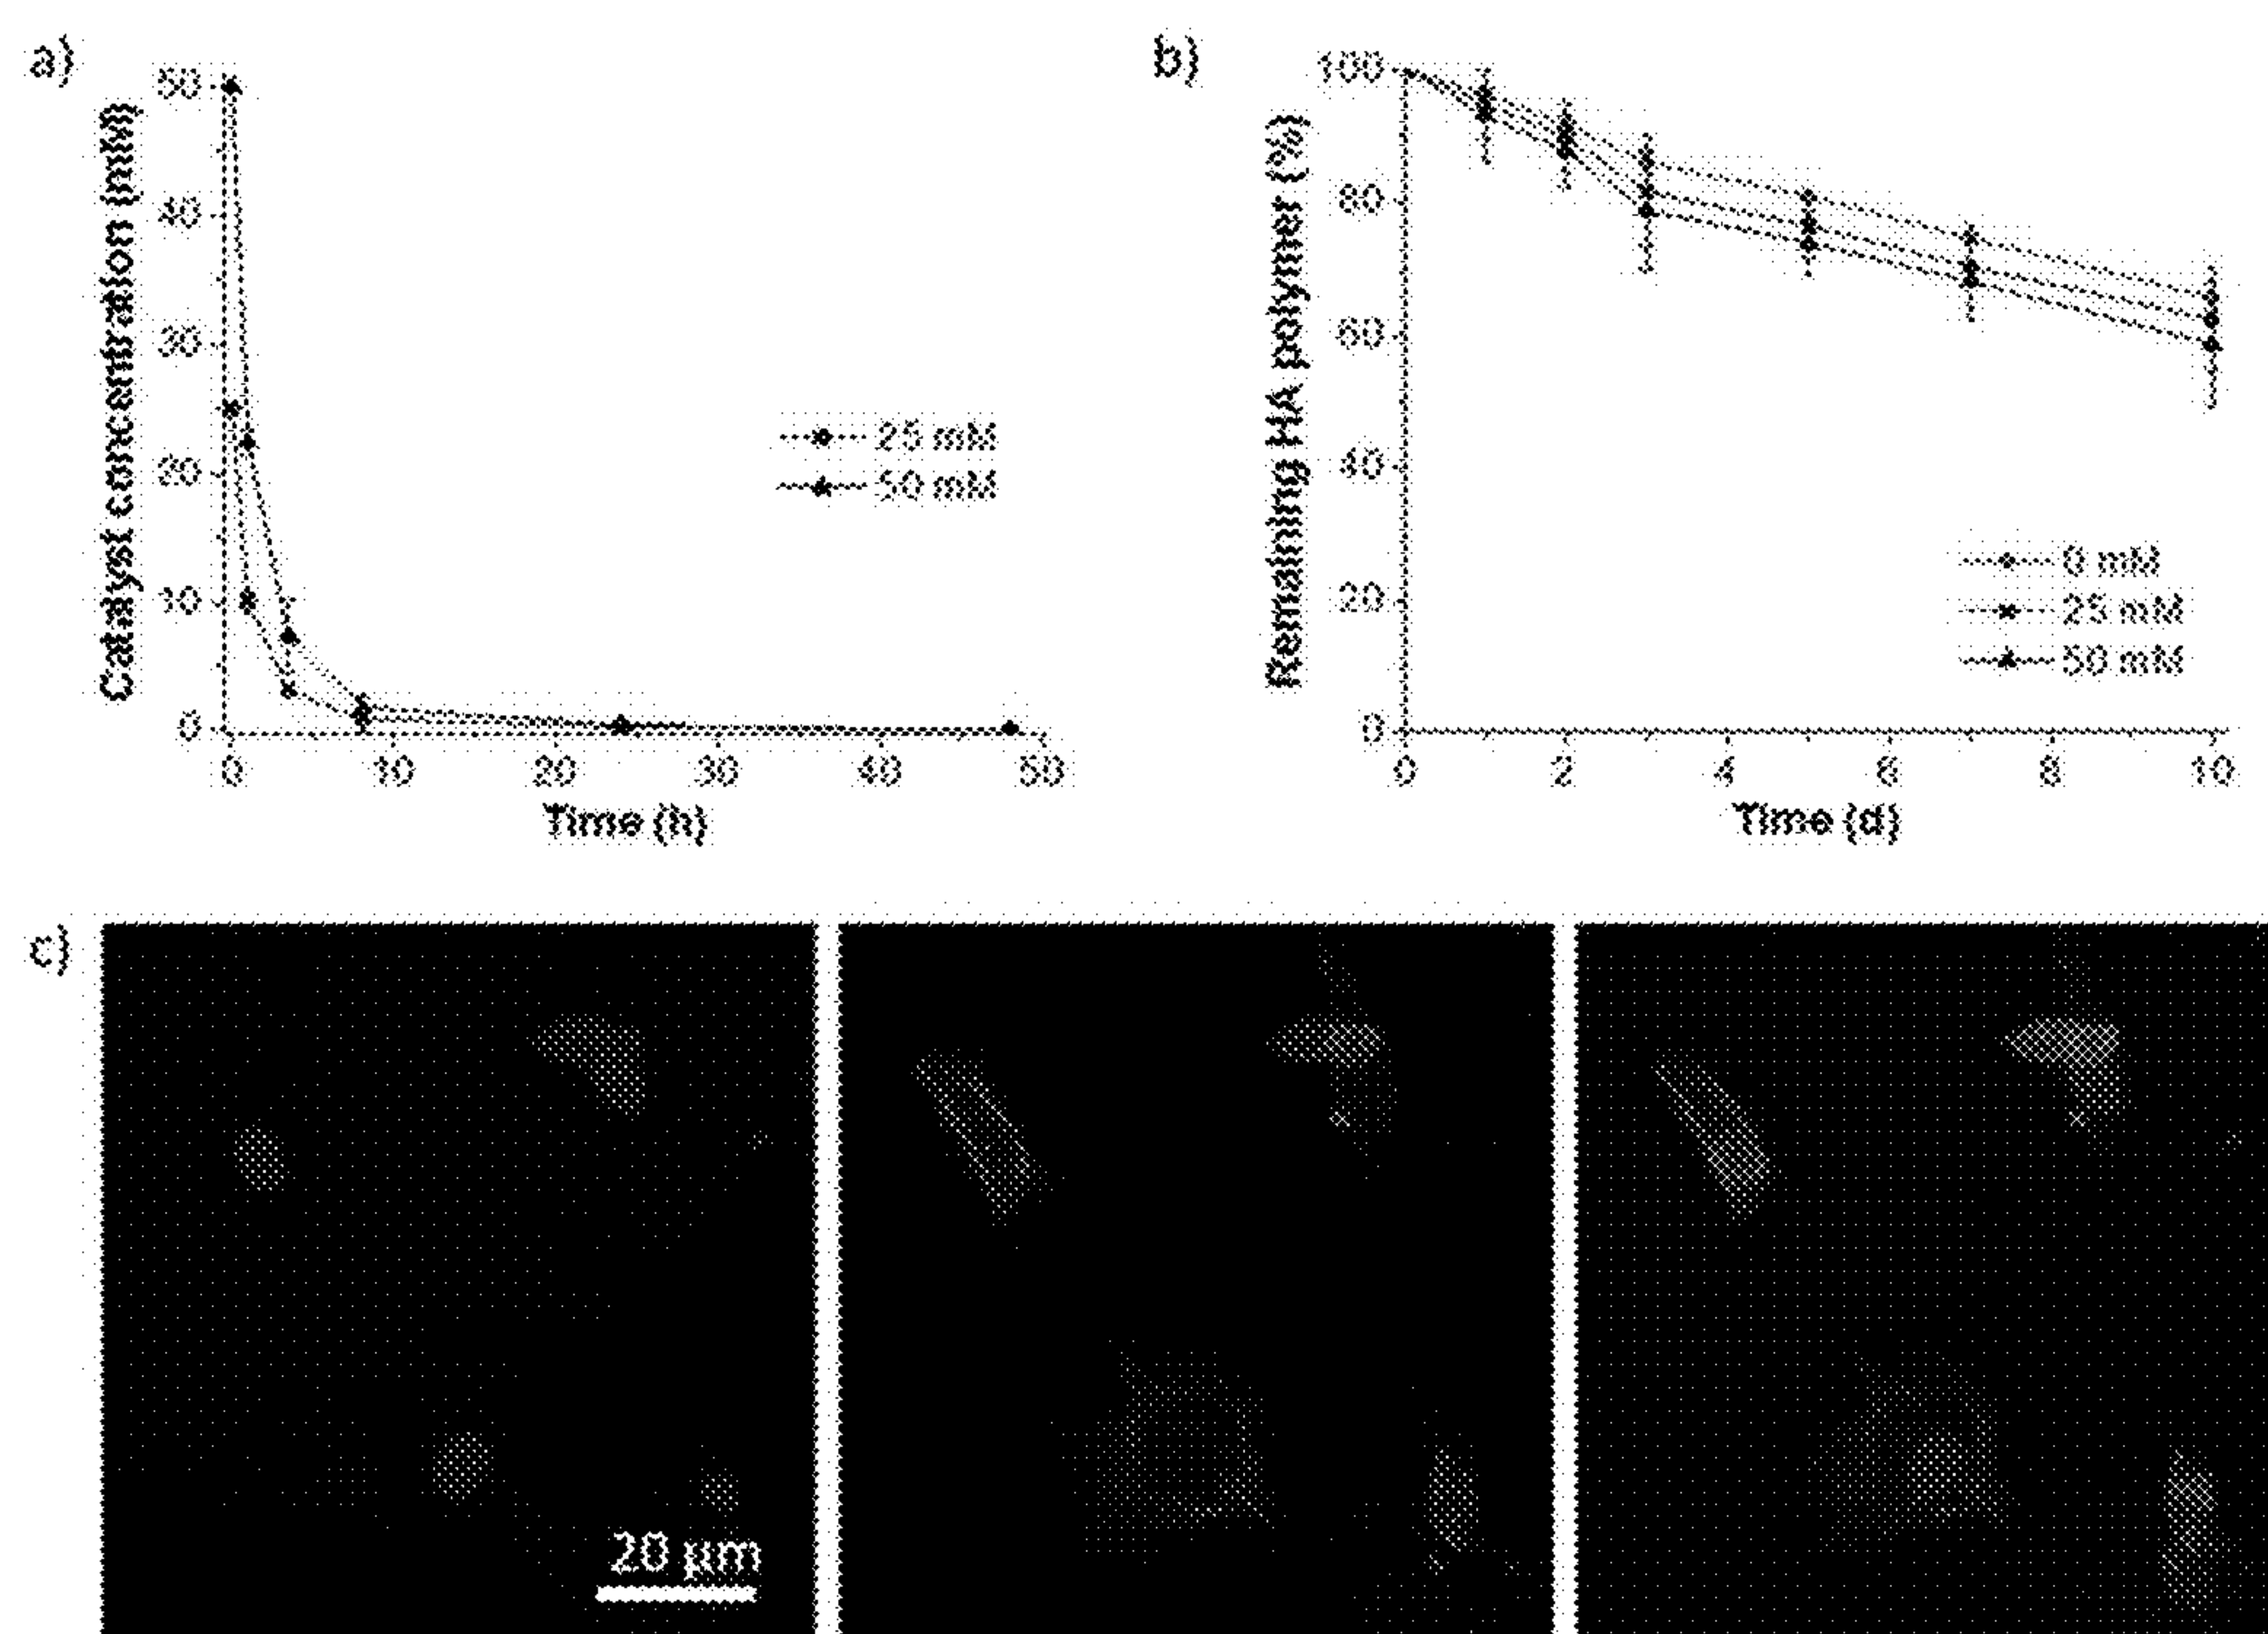 a)
Catalyst concentration (mM)
50
40
30
20
10
0
0 10 20 30 40 50
Time (h)
25 mM
50 mM
b)
Remaining HA polymer (%)
100
80
60
40
20
0
0 2 4 6 8 10
Time (d)
0 mM
25 mM
50 mM
c)
20 μm